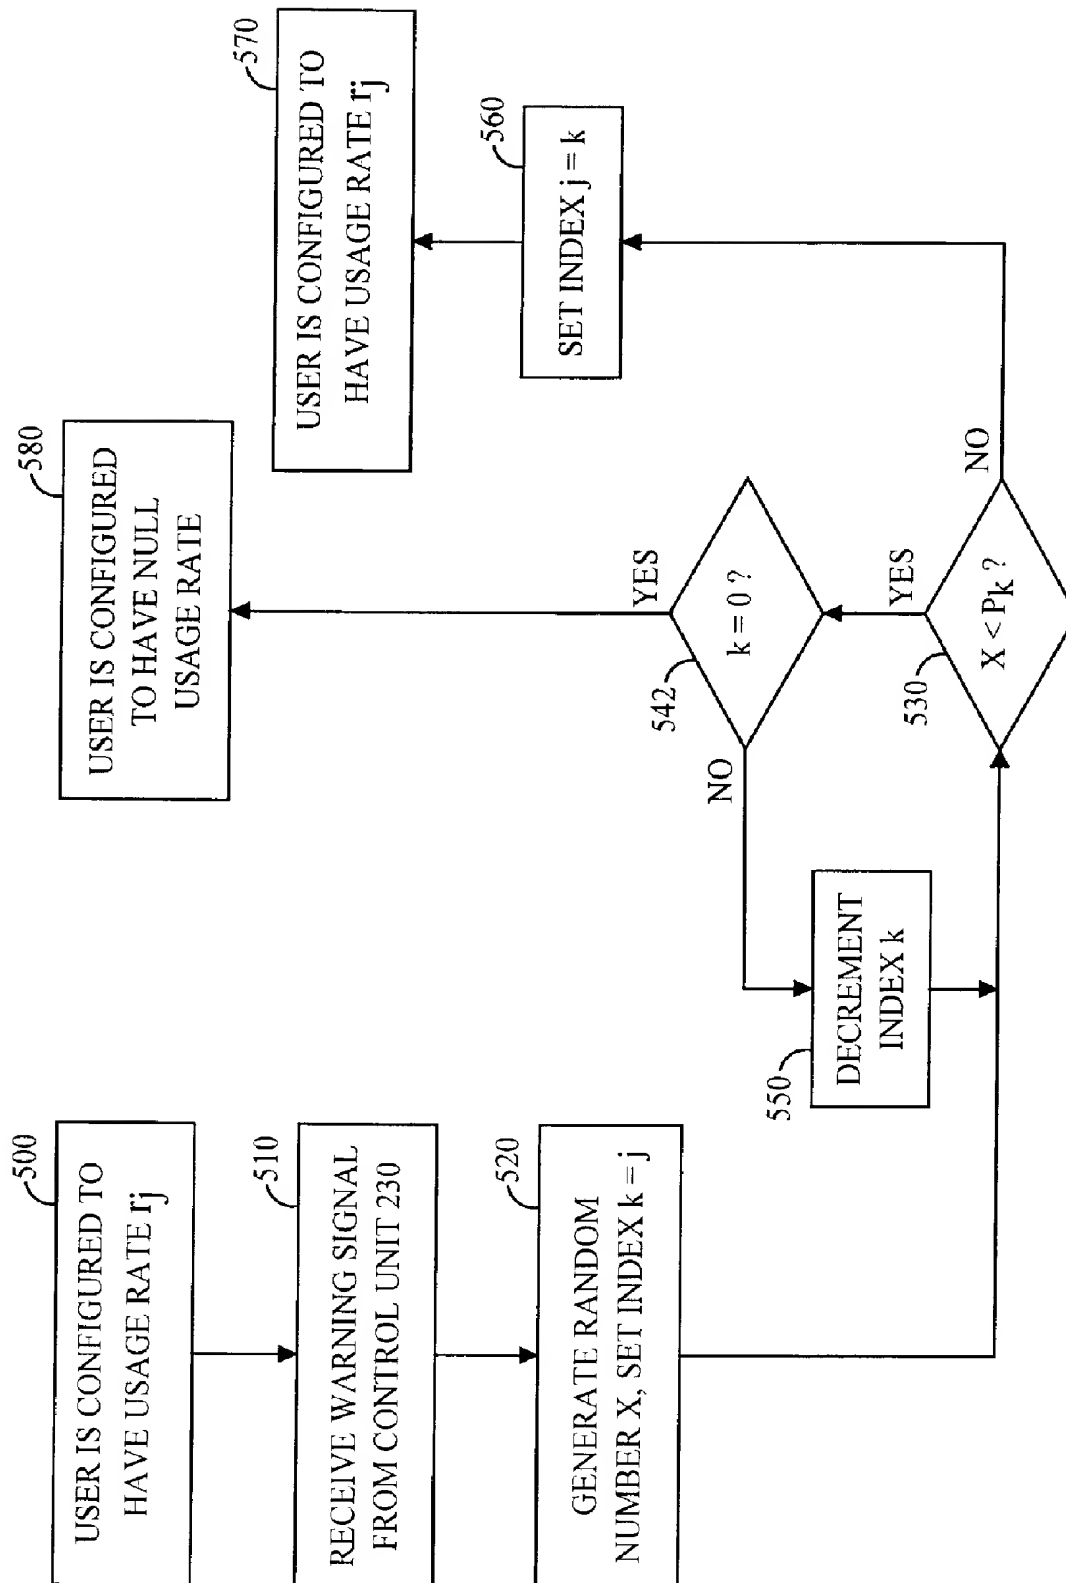 500
USER IS CONFIGURED TO
HAVE USAGE RATE rj
510
RECEIVE WARNING SIGNAL
FROM CONTROL UNIT 230
520
GENERATE RANDOM
NUMBER X, SET INDEX k = j
530
X < Pk ?
YES
NO
542
k = 0 ?
YES
NO
550
DECREMENT
INDEX k
560
SET INDEX j = k
570
USER IS CONFIGURED TO
HAVE USAGE RATE rj
580
USER IS CONFIGURED
TO HAVE NULL
USAGE RATE